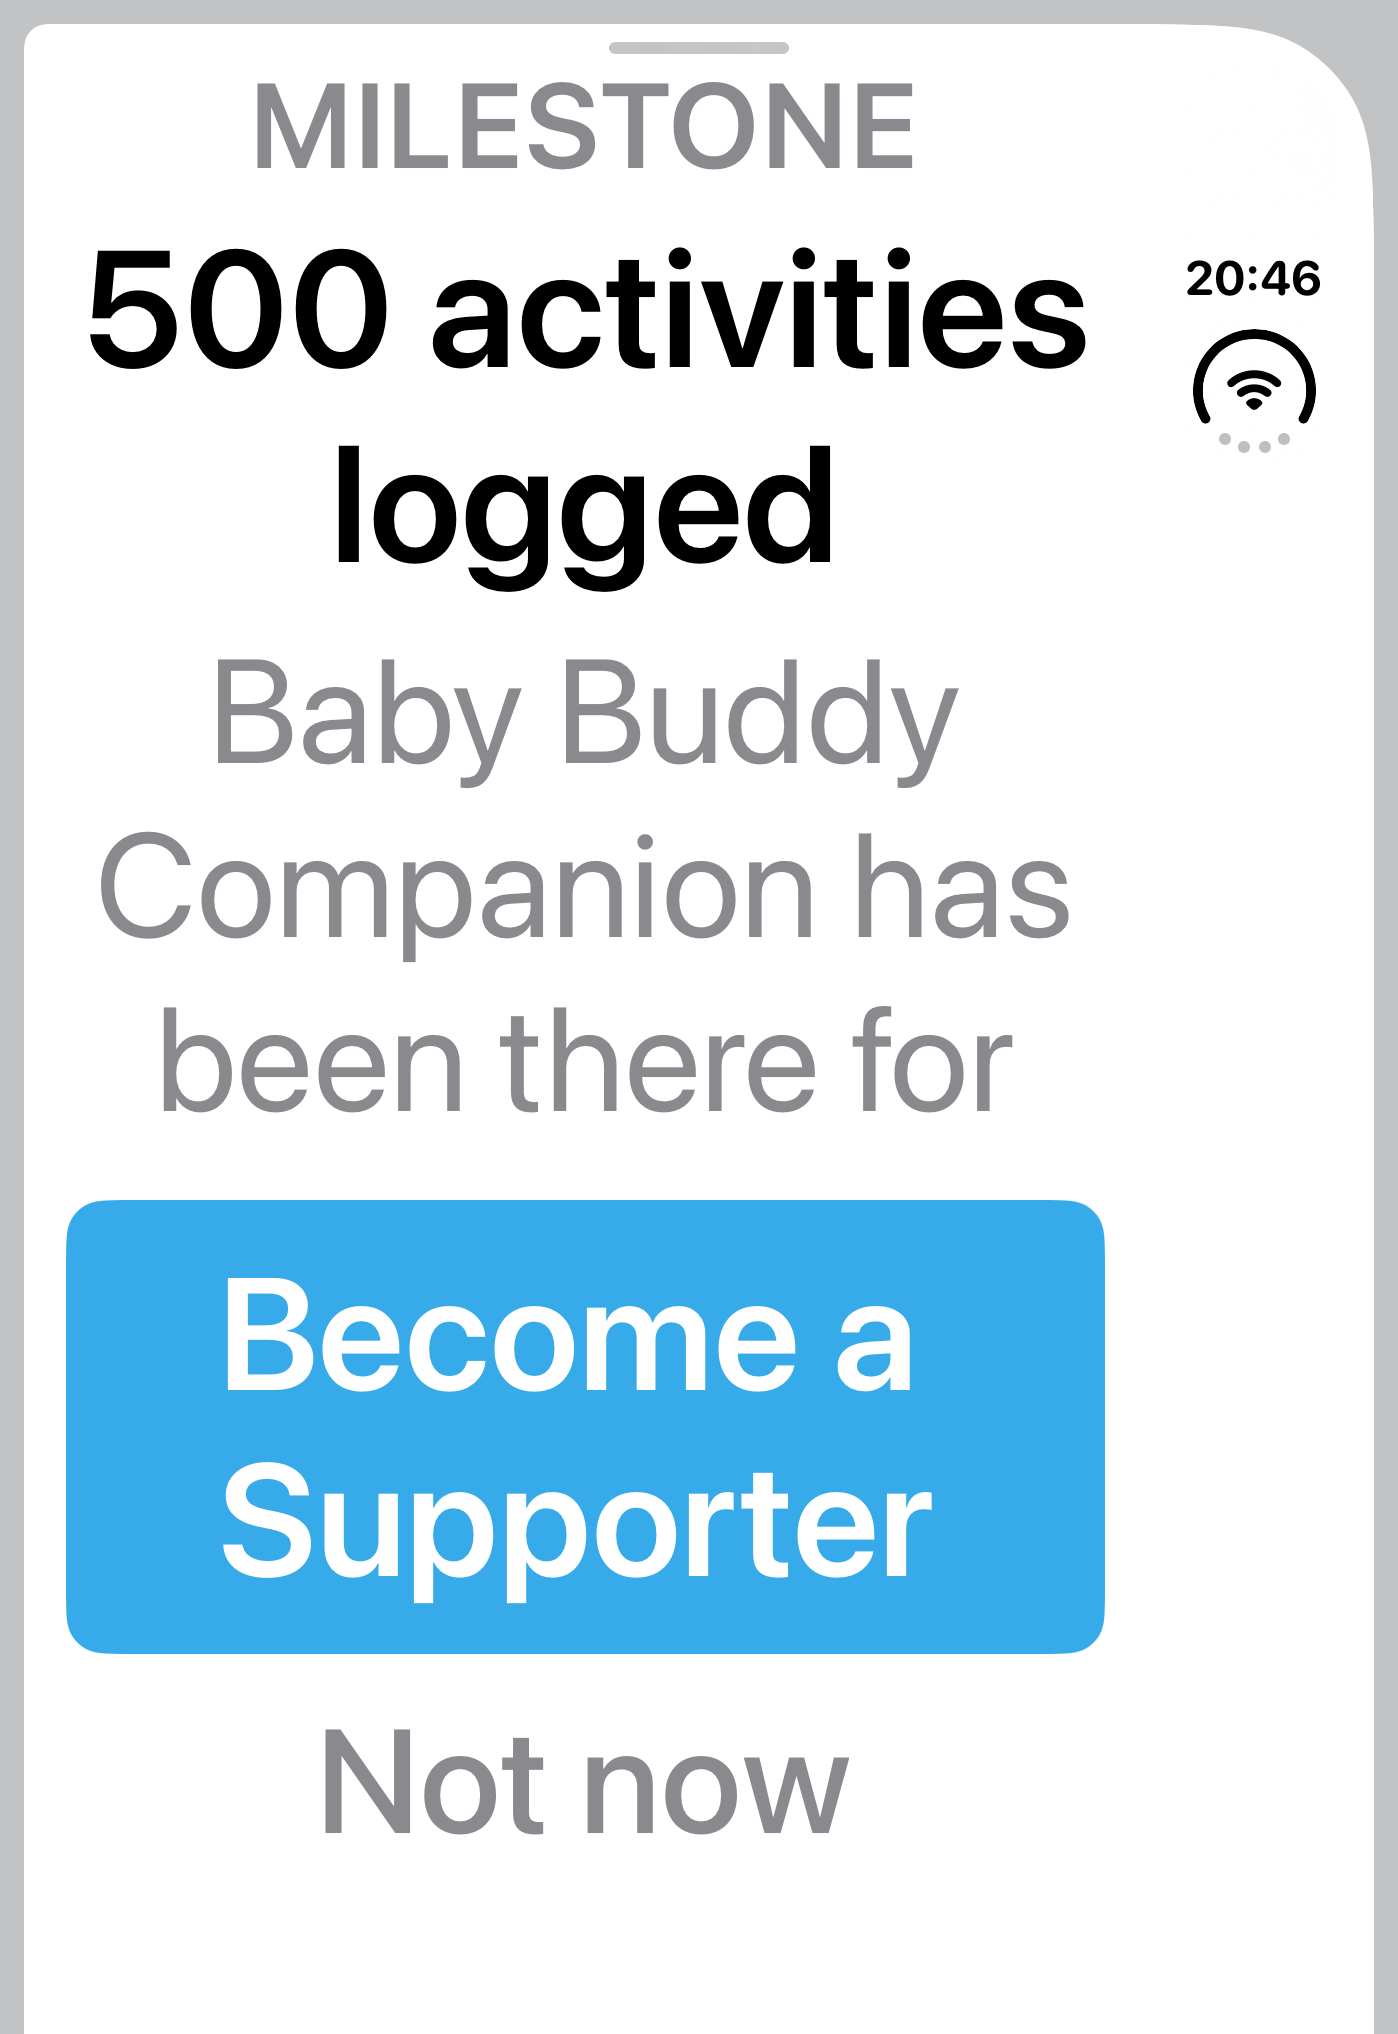 MILESTONE
500 activities
logged
20:46
Baby Buddy
Companion has
been there for
Become a
Supporter
Not now